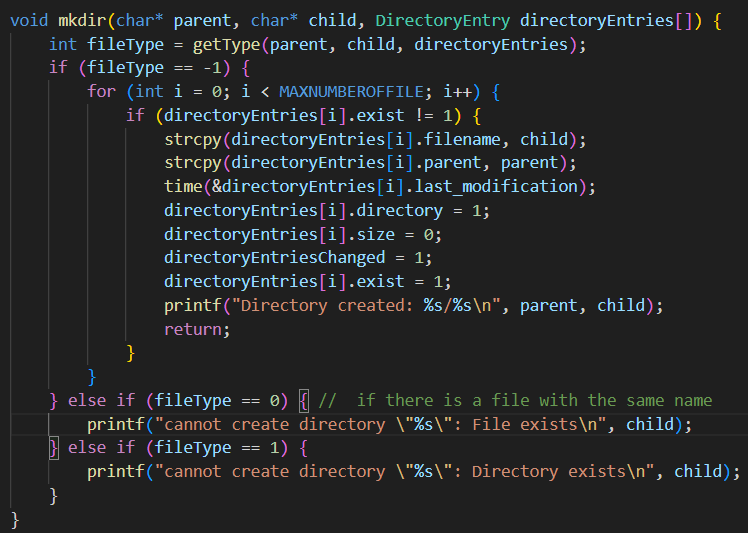 void mkdir(char* parent, char* child, DirectoryEntry directoryEntries[]) {
    int fileType = getType(parent, child, directoryEntries);
    if (fileType == -1) {
        for (int i = 0; i < MAXNUMBEROFFILE; i++) {
            if (directoryEntries[i].exist != 1) {
                strcpy(directoryEntries[i].filename, child);
                strcpy(directoryEntries[i].parent, parent);
                time(&directoryEntries[i].last_modification);
                directoryEntries[i].directory = 1;
                directoryEntries[i].size = 0;
                directoryEntriesChanged = 1;
                directoryEntries[i].exist = 1;
                printf("Directory created: %s/%s\n", parent, child);
                return;
            }
        }
    } else if (fileType == 0) { //  if there is a file with the same name
        printf("cannot create directory \"%s\": File exists\n", child);
    } else if (fileType == 1) {
        printf("cannot create directory \"%s\": Directory exists\n", child);
    }
}